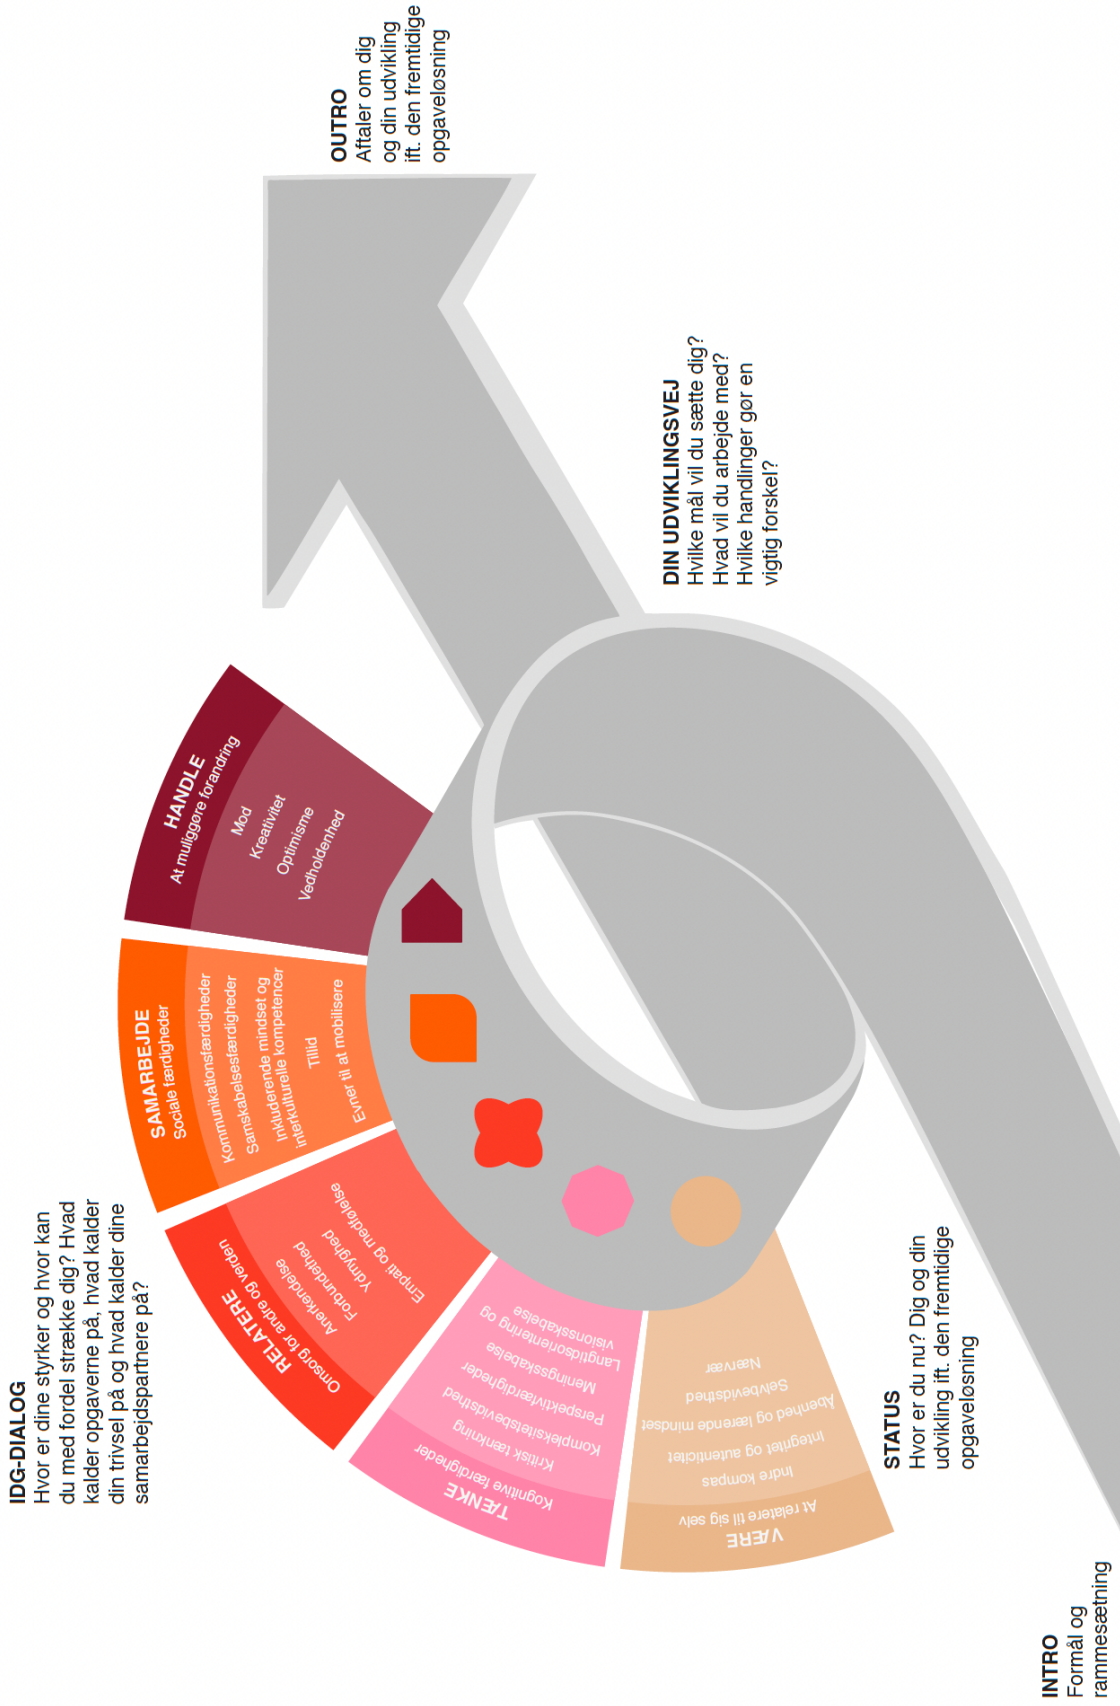 INTRO
Formål og
rammesætning
STATUS
Hvor er du nu? Dig og din
udvikling ift. den fremtidige
opgaveløsning
IDG-DIALOG
Hvor er dine styrker og hvor kan
du med fordel strække dig? Hvad
kalder opgaverne på, hvad kalder
din trivsel på og hvad kalder dine
samarbejdspartnere på?
VÆRE
At relatere til sig selv
Indre kompas
Integritet og autenticitet
Åbenhed og lærende mindset
Selvbevidsthed
Nærvær
TÆNKE
Kognitive færdigheder
Kritisk tænkning
Kompleksitetsbevidsthed
Perspektivfærdigheder
Meningsskabelse
Langtidsorientering og
visionsskabelse
RELATERE
Omsorg for andre og verden
Anerkendelse
Forbundethed
Ydmyghed
Empati og medfølelse
SAMARBEJDE
Sociale færdigheder
Kommunikationsfærdigheder
Samskabelsesfærdigheder
Inkluderende mindset og
interkulturelle kompetencer
Tillid
Evner til at mobilisere
HANDLE
At muliggøre forandring
Mod
Kreativitet
Optimisme
Vedholdenhed
DIN UDVIKLINGSVEJ
Hvilke mål vil du sætte dig?
Hvad vil du arbejde med?
Hvilke handlinger gør en
vigtig forskel?
OUTRO
Aftaler om dig
og din udvikling
ift. den fremtidige
opgaveløsning